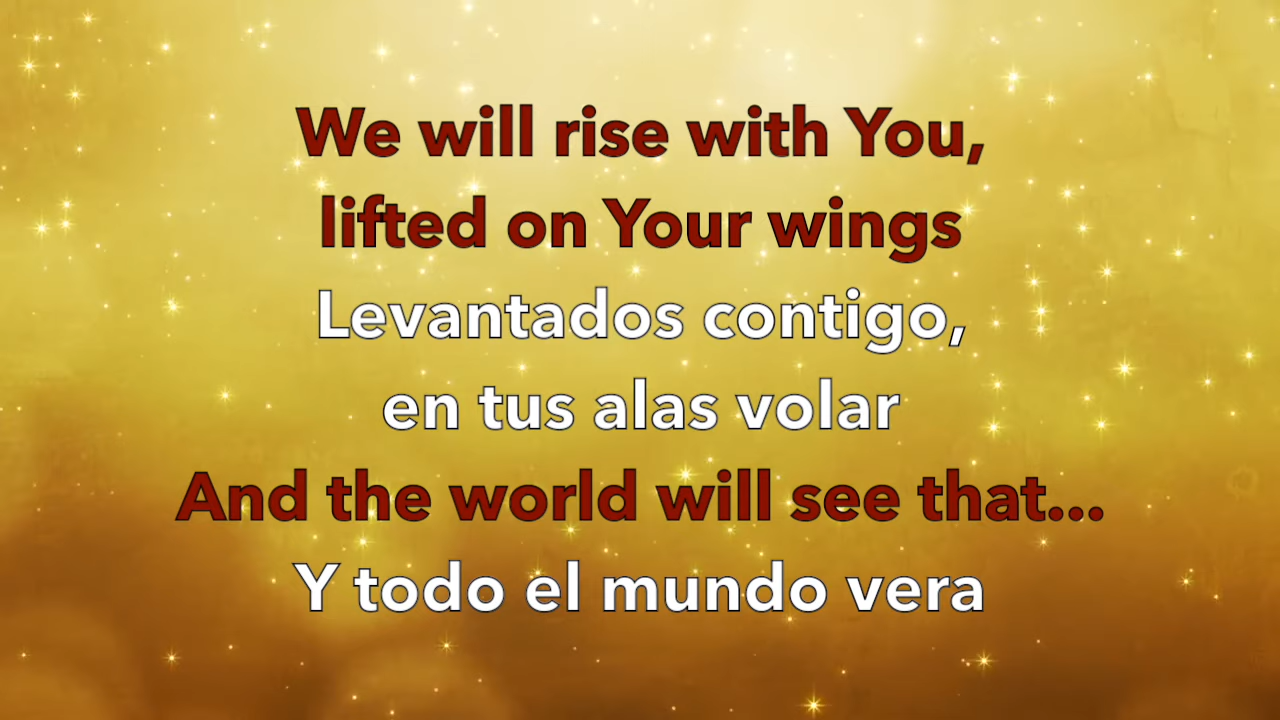 We will rise with You,
lifted on Your wings
Levantados contigo,
en tus alas volar
And the world will see that...
Y todo el mundo vera